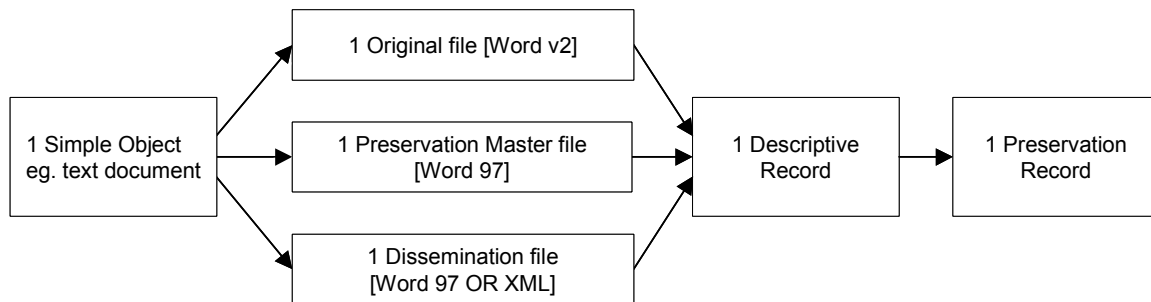 1 Simple Object
eg. text document
1 Original file [Word v2]
1 Preservation Master file
[Word 97]
1 Dissemination file
[Word 97 OR XML]
1 Descriptive
Record
1 Preservation
Record